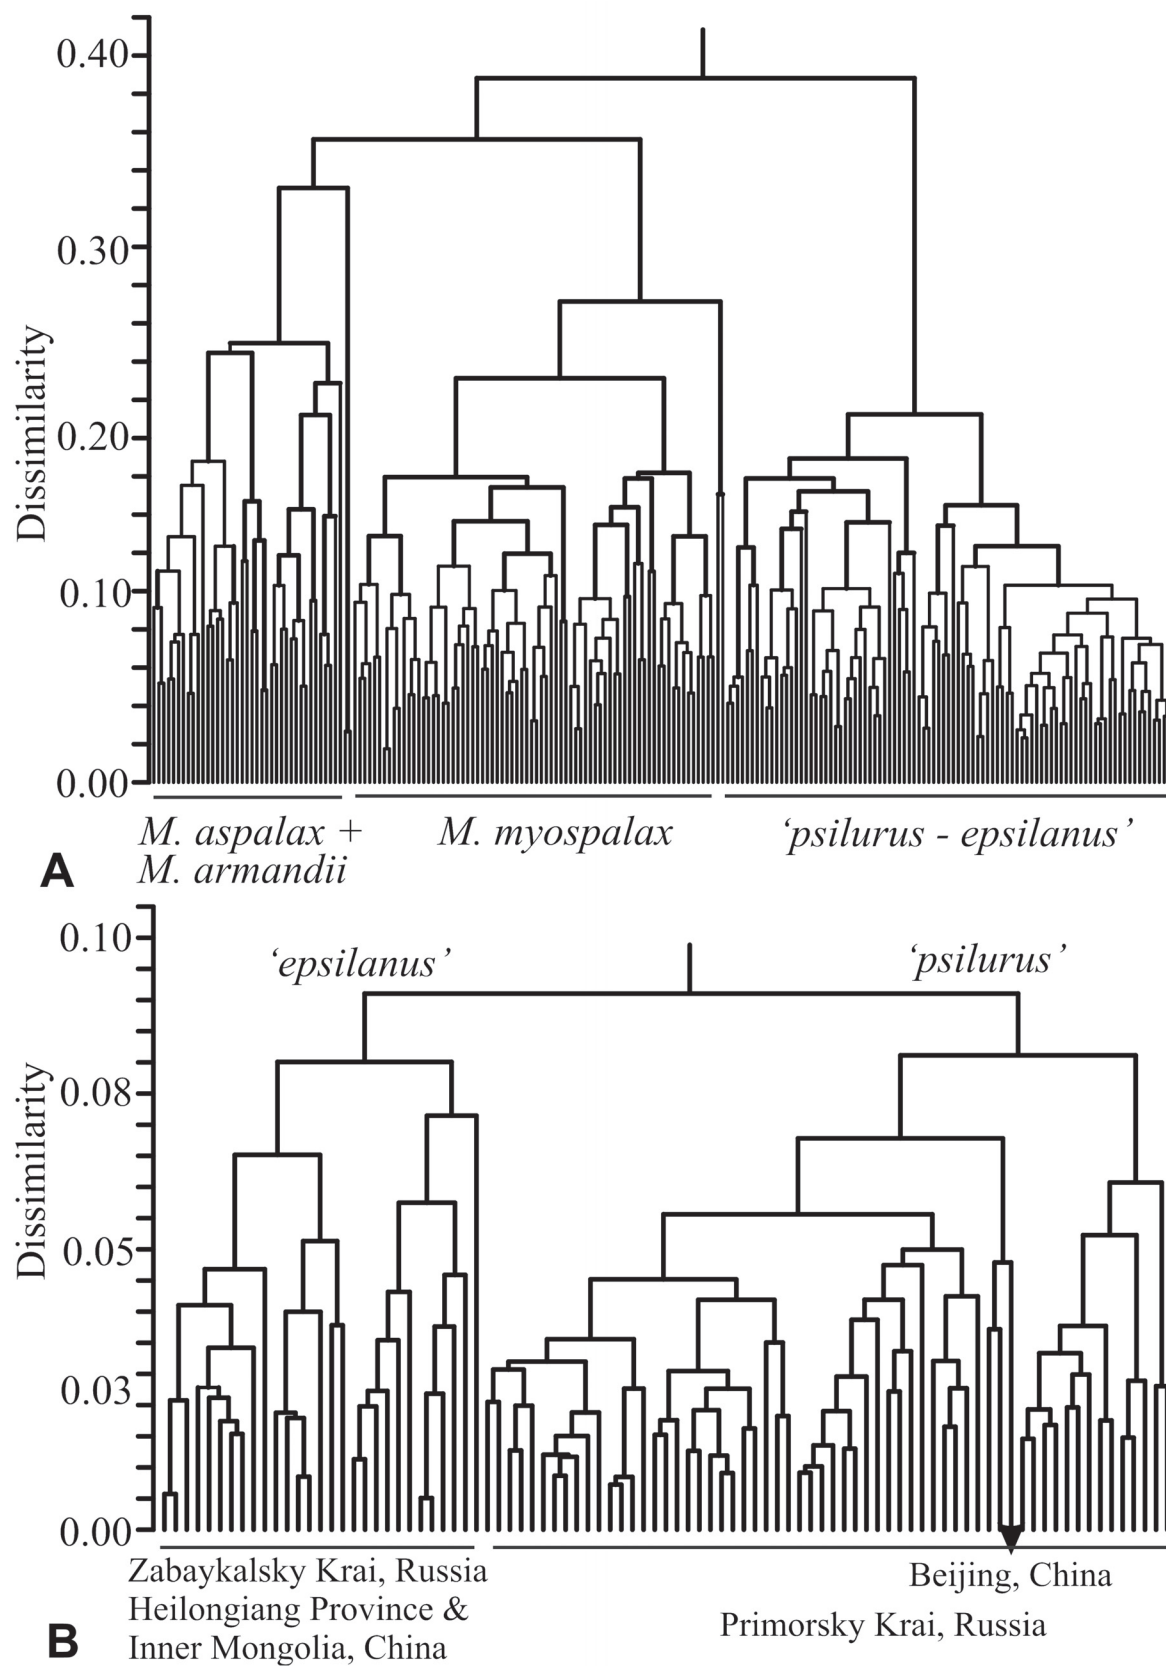 0.40
0.30
Dissimilarity
0.20
0.10
0.00
M. aspalax +
M. armandii
M. myospalax
‘psilurus - epsilanus’
A
0.10
‘epsilanus’
‘psilurus’
Dissimilarity
0.08
0.05
0.03
0.00
Zabaykalsky Krai, Russia
Heilongiang Province &
Inner Mongolia, China
Beijing, China
Primorsky Krai, Russia
B